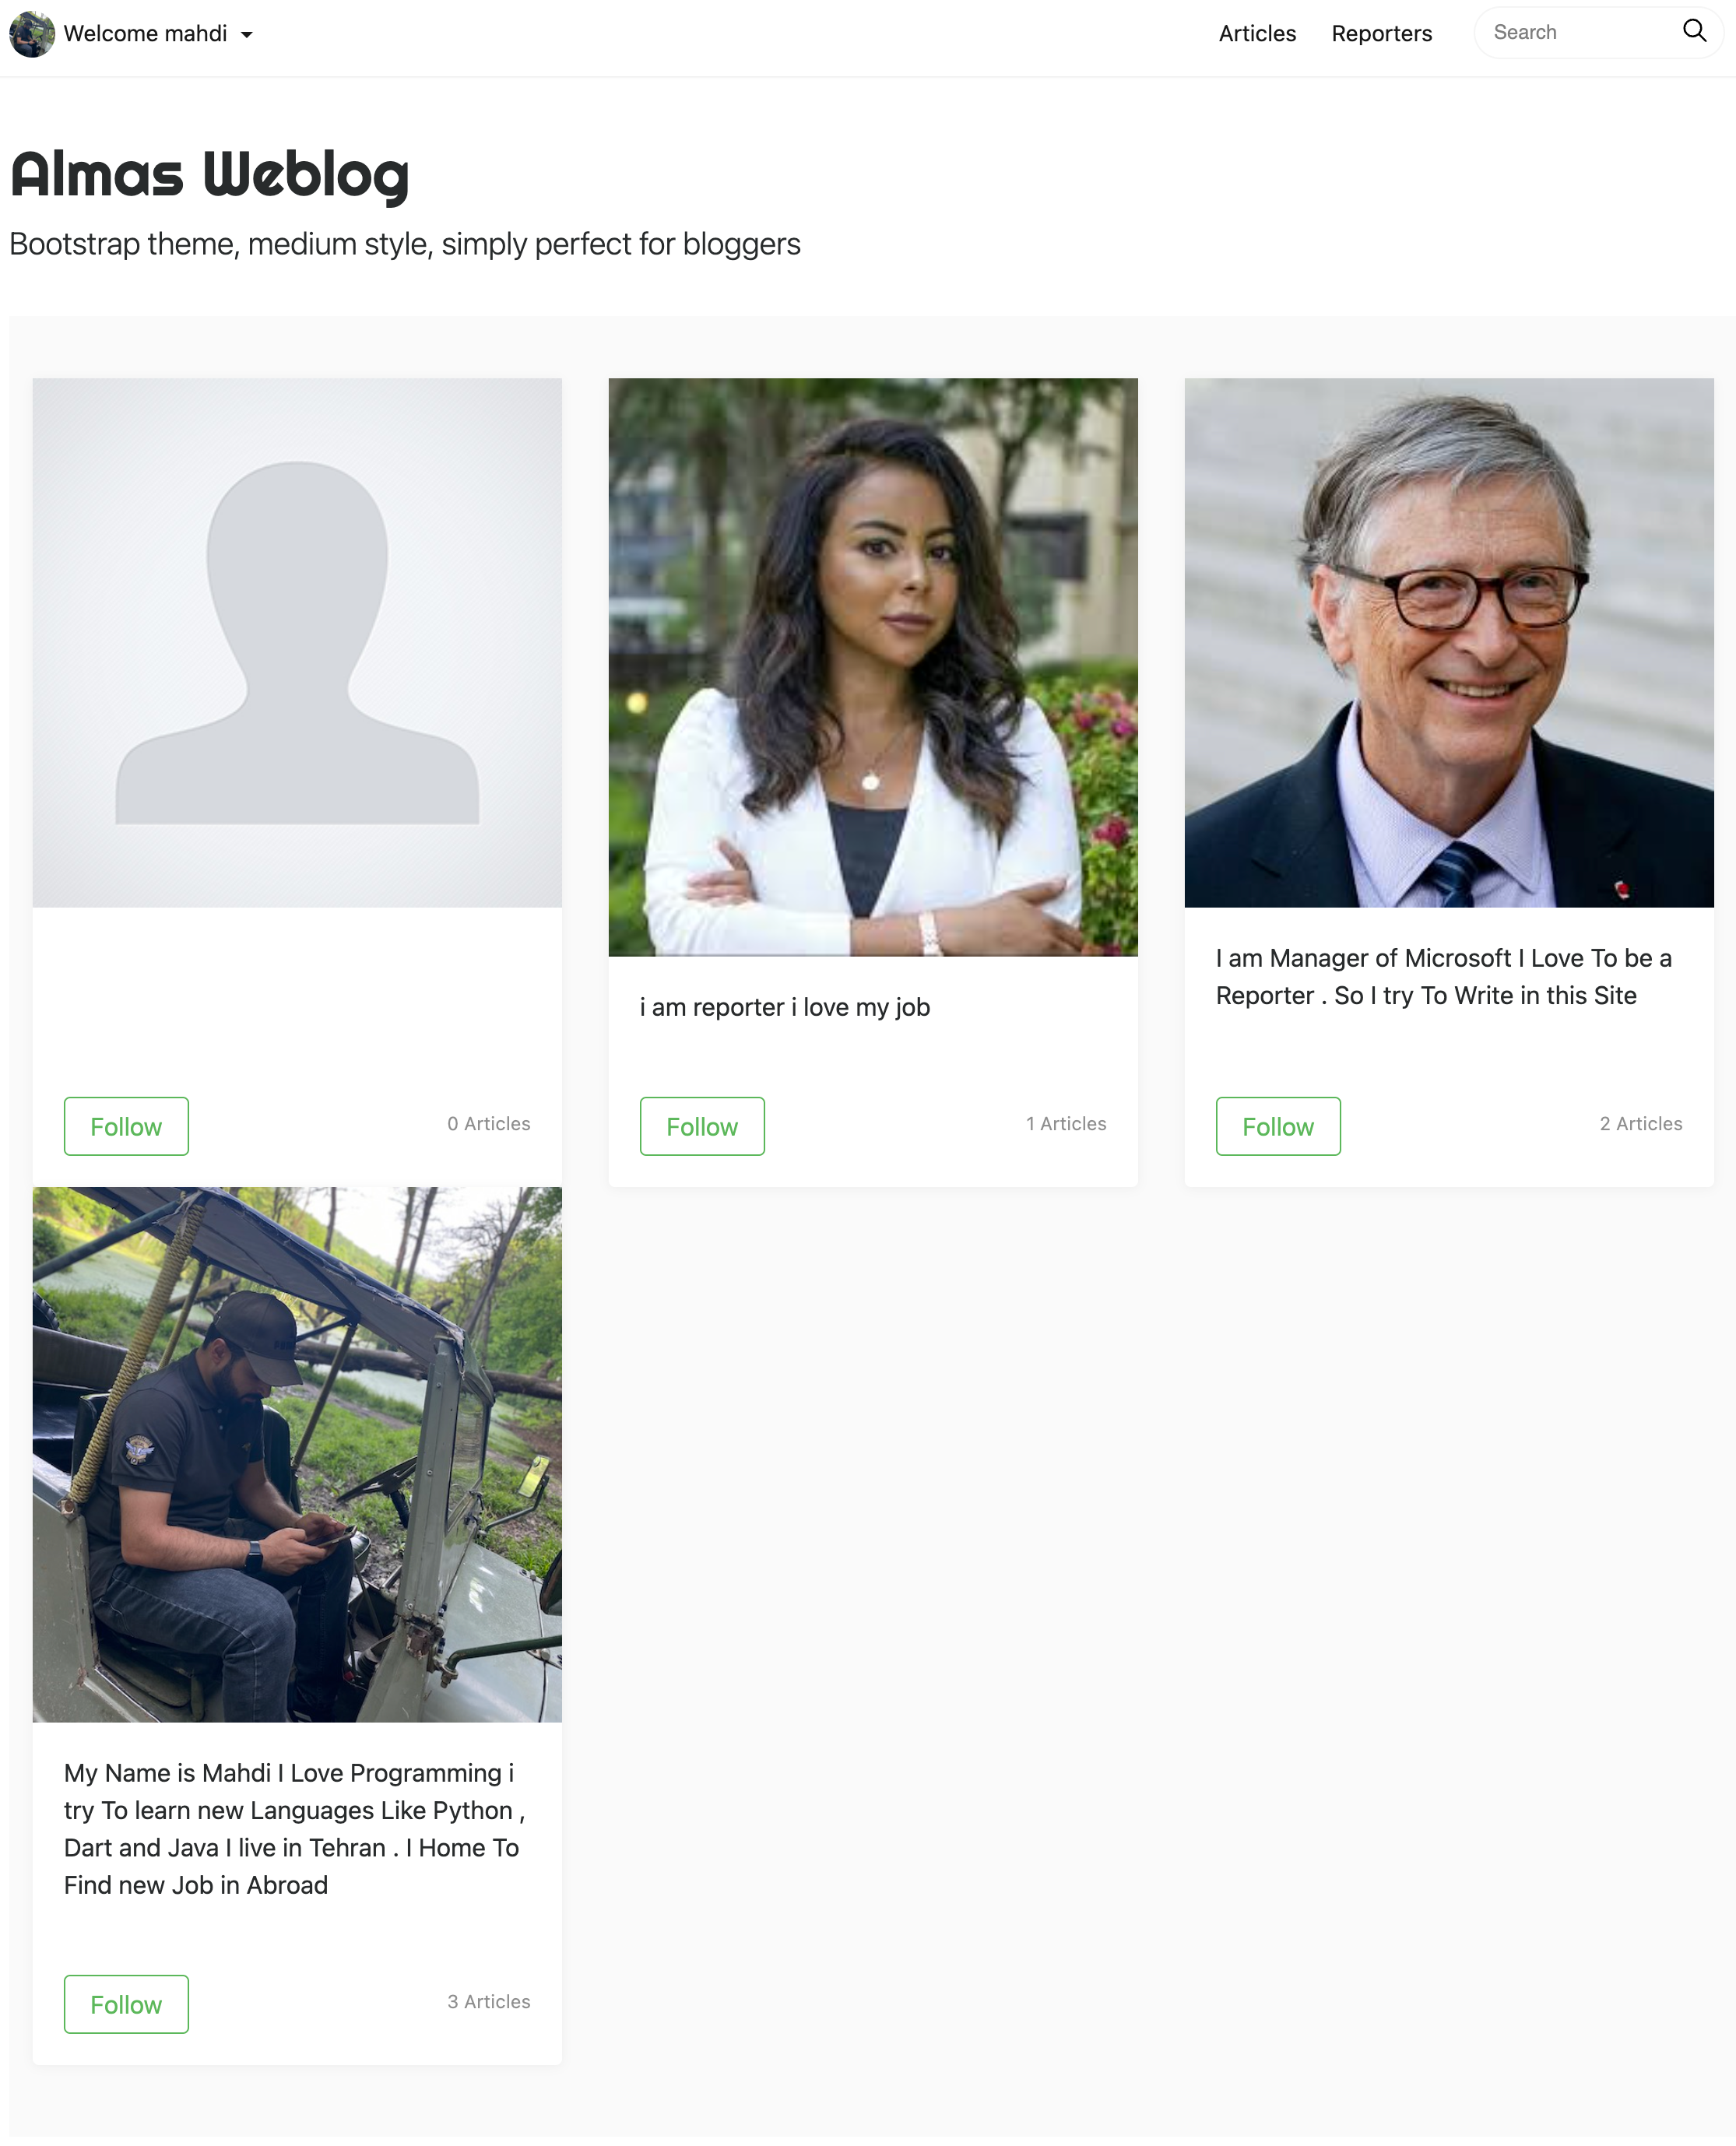 Welcome mahdi
Articles
Reporters
Search
Almas Weblog
Bootstrap theme, medium style, simply perfect for bloggers
Follow
0 Articles
i am reporter i love my job
Follow
1 Articles
I am Manager of Microsoft I Love To be a
Reporter . So I try To Write in this Site
Follow
2 Articles
My Name is Mahdi I Love Programming i
try To learn new Languages Like Python ,
Dart and Java I live in Tehran . I Home To
Find new Job in Abroad
Follow
3 Articles